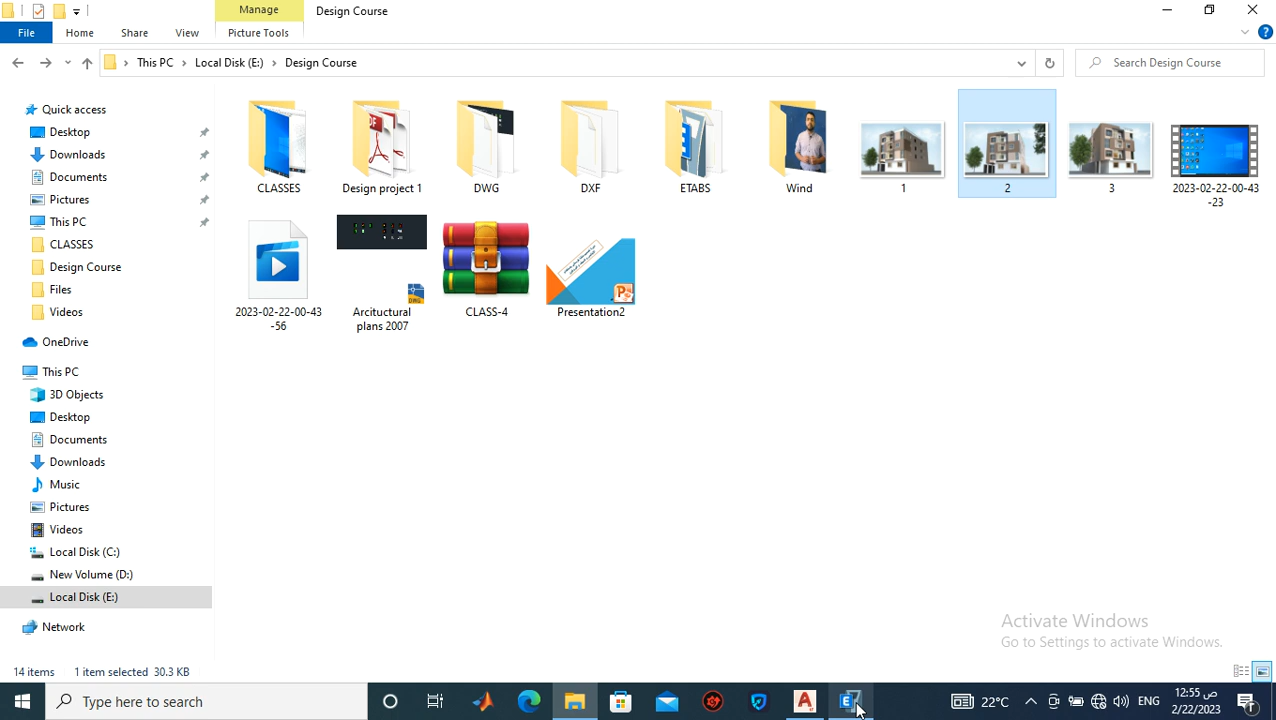 Manage
Design Course
File
Home
Share
View
Picture Tools
This PC
Local Disk (E:)
Design Course
Search Design Course
Quick access
Desktop
Downloads
Documents
Pictures
This PC
CLASSES
Design Course
Files
Videos
OneDrive
This PC
3D Objects
Desktop
Documents
Downloads
Music
Pictures
Videos
Local Disk (C:)
New Volume (D:)
Local Disk (E:)
Network
CLASSES
Design project 1
DWG
DXF
ETABS
Wind
1
2
3
2023-02-22-00-43
-23
2023-02-22-00-43
-56
Arcituctural
plans 2007
CLASS-4
Presentation2
Activate Windows
Go to Settings to activate Windows.
14 items
1 item selected 30.3 KB
Type here to search
22°C
ENG
12:55 ص
2/22/2023